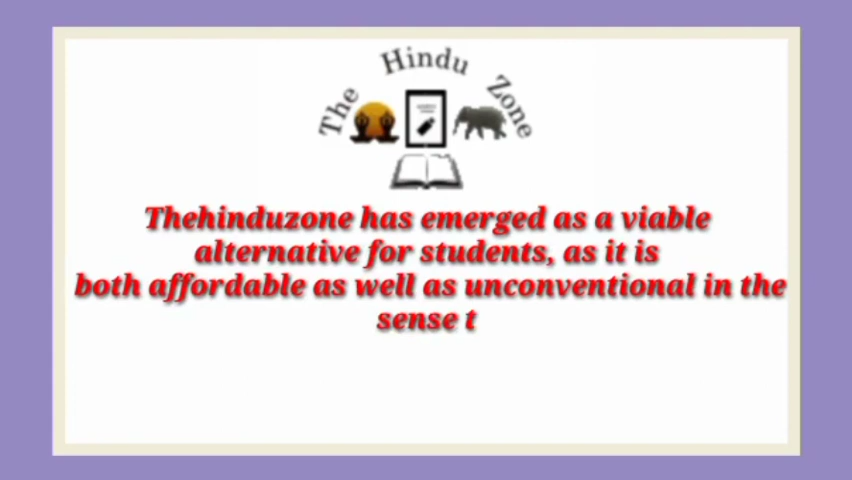 The Hindu Zone
Thehinduzone has emerged as a viable
alternative for students, as it is
both affordable as well as unconventional in the
sense t